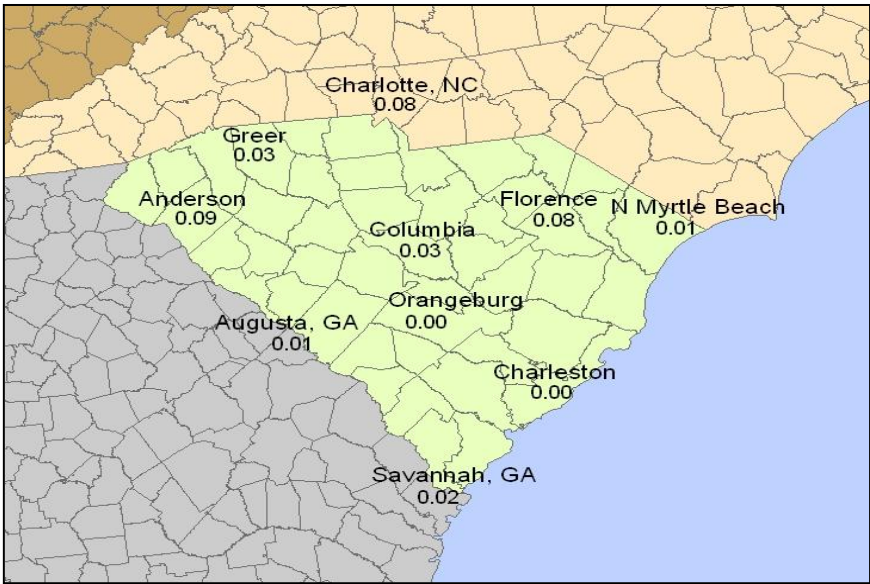 Charlotte, NC
0.08
Greer
0.03
Anderson
0.09
Florence
0.08
N Myrtle Beach
0.01
Columbia
0.03
Orangeburg
0.00
Augusta, GA
0.01
Charleston
0.00
Savannah, GA
0.02